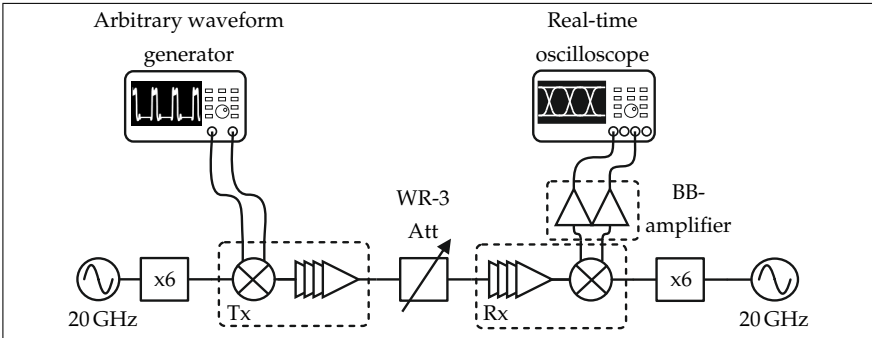 Arbitrary waveform
generator
Real-time
oscilloscope
WR-3
Att
BB-
amplifier
x6
20 GHz
Tx
Rx
x6
20 GHz